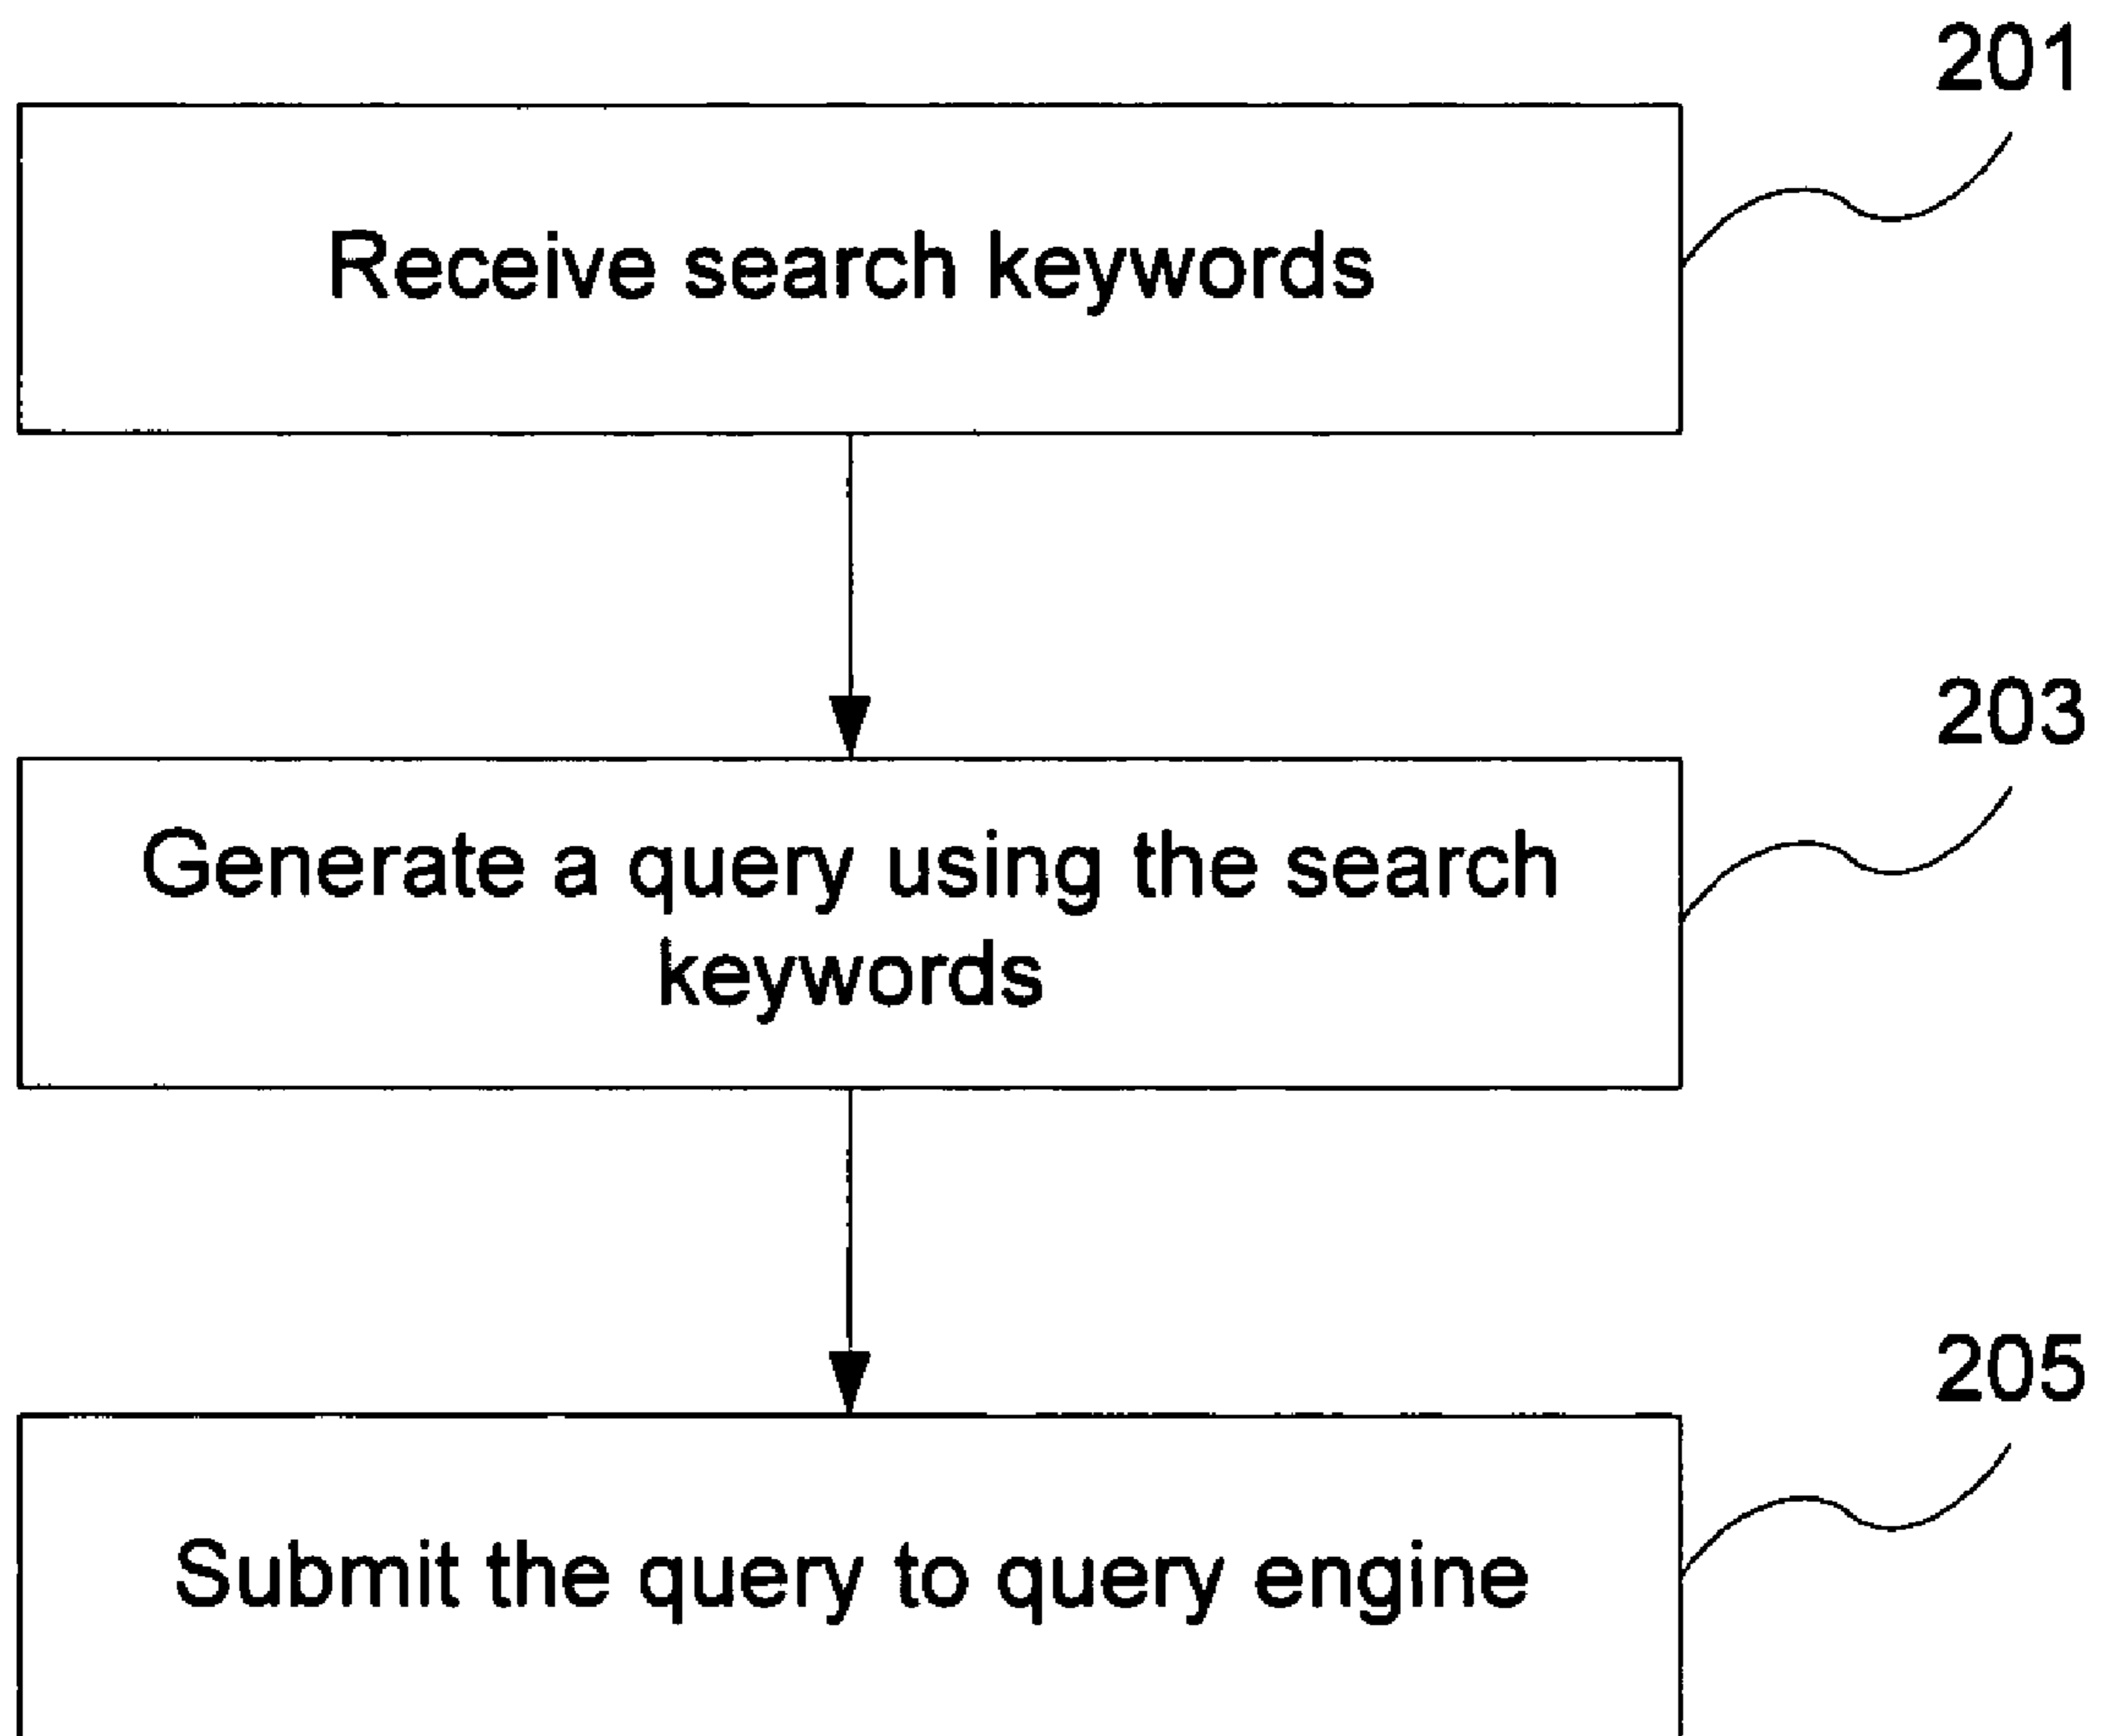 201
Receive search keywords
203
Generate a query using the search
keywords
205
Submit the query to query engine